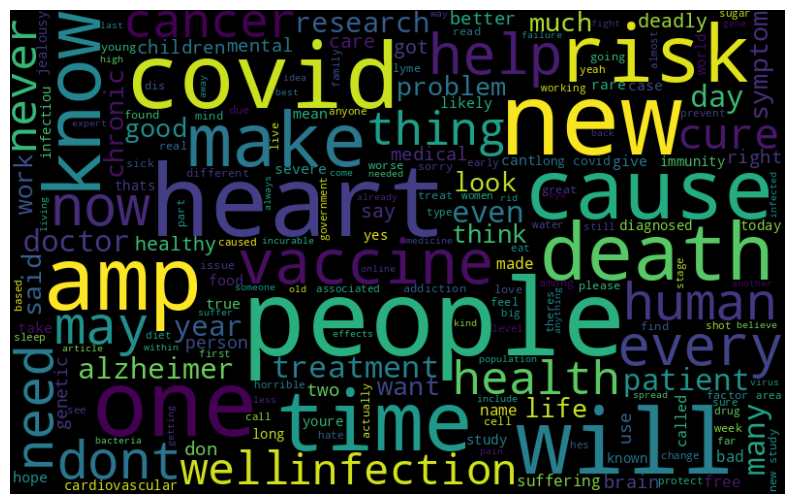 cancer
research
better
much
deadly
last
young
jealousy
way
fight
failure
sugar
gene
never
know
high
children
mental
care
got
help
read
almost
world
risk
symptom
covid
dis
away
idea
best
family
problem
going
yeah
working
rare
case
infectiou
chronic
expert
found
mind
due
anyone
likely
new
day
prevent
good
real
mean
live
make
thing
medical
back
cure
sick
thats
different
severe
worse
needed
sorry
early
cantlong covid
give
immunity
right
work
now
heart
always
come
treat
women
rid
great
cause
infected
living
part
government
already
look
type
water
still
diagnosed
today
doctor
healthy
caused
yes
say
even
think
eye
death
said
issue
incurable
medicine
eat
stage
among
another
based
amp
vaccine
online
made
human
food
someone
old
associated
addiction
love
feel
big
theres
please
anything
may
year
true
suffer
people
level
find
shot
believe
take
person
effects
kind
every
sleep
article
diet
within
first
population
virus
need
alzheimer
horrible
treatment
health
patient
factor
area
genetic
see
one
less
two
want
time
include
spread
sure
drug
call
youre
actually
name
life
use
called
week
many
bacteria
getting
don
long
hate
cell
study
hes
known
change
far
bad
new study
hope
dont
well
infection
pain
will
suffering
brain
protect
free
cardiovascular
lyme